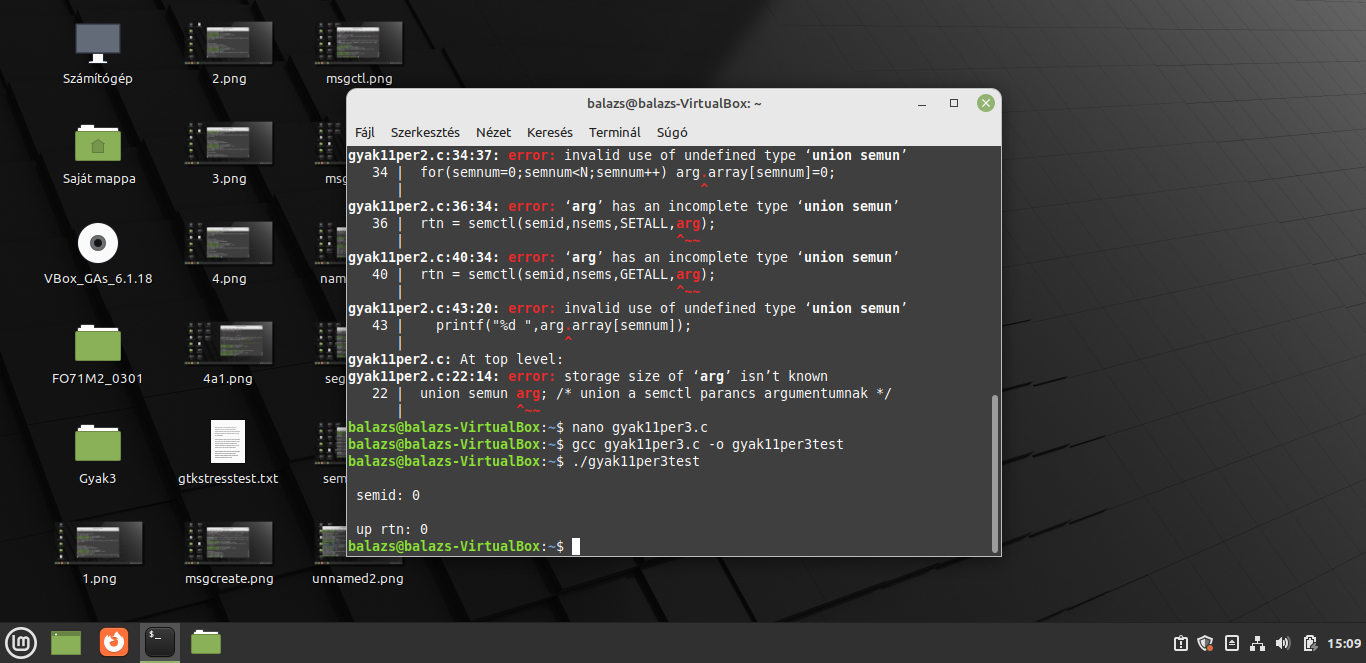 Számítógép
2.png
msgctl.png
Saját mappa
3.png
msg
VBox_GAs_6.1.18
4.png
nam
FO71M2_0301
4a1.png
seg
Gyak3
gtkstresstest.txt
sem
1.png
msgcreate.png
unnamed2.png
balazs@balazs-VirtualBox: ~
Fájl Szerkesztés Nézet Keresés Terminál Súgó
gyak11per2.c:34:37: error: invalid use of undefined type ‘union semun’
34 | for(semnum=0;semnum<N;semnum++) arg.array[semnum]=0;
| ^
gyak11per2.c:36:34: error: ‘arg’ has an incomplete type ‘union semun’
36 | rtn = semctl(semid,nsems,SETALL,arg);
| ^~~
gyak11per2.c:40:34: error: ‘arg’ has an incomplete type ‘union semun’
40 | rtn = semctl(semid,nsems,GETALL,arg);
| ^~~
gyak11per2.c:43:20: error: invalid use of undefined type ‘union semun’
43 | printf("%d ",arg.array[semnum]);
| ^
gyak11per2.c: At top level:
gyak11per2.c:22:14: error: storage size of ‘arg’ isn’t known
22 | union semun arg; /* union a semctl parancs argumentumnak */
| ^~~
balazs@balazs-VirtualBox:~$ nano gyak11per3.c
balazs@balazs-VirtualBox:~$ gcc gyak11per3.c -o gyak11per3test
balazs@balazs-VirtualBox:~$ ./gyak11per3test
semid: 0
up rtn: 0
balazs@balazs-VirtualBox:~$
15:09